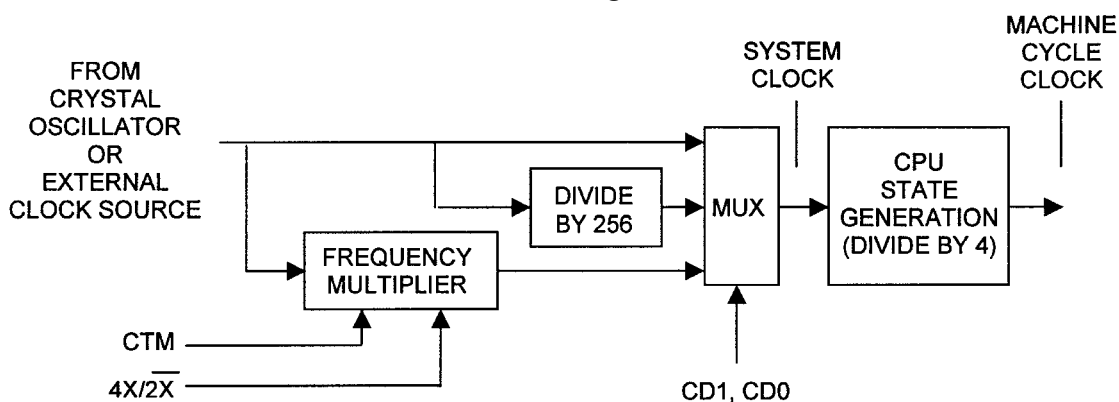 FROM
CRYSTAL
OSCILLATOR
OR
EXTERNAL
CLOCK SOURCE
SYSTEM
CLOCK
MACHINE
CYCLE
CLOCK
DIVIDE
BY 256
MUX
CPU
STATE
GENERATION
(DIVIDE BY 4)
FREQUENCY
MULTIPLIER
CTM
4X/2X̅
CD1, CD0